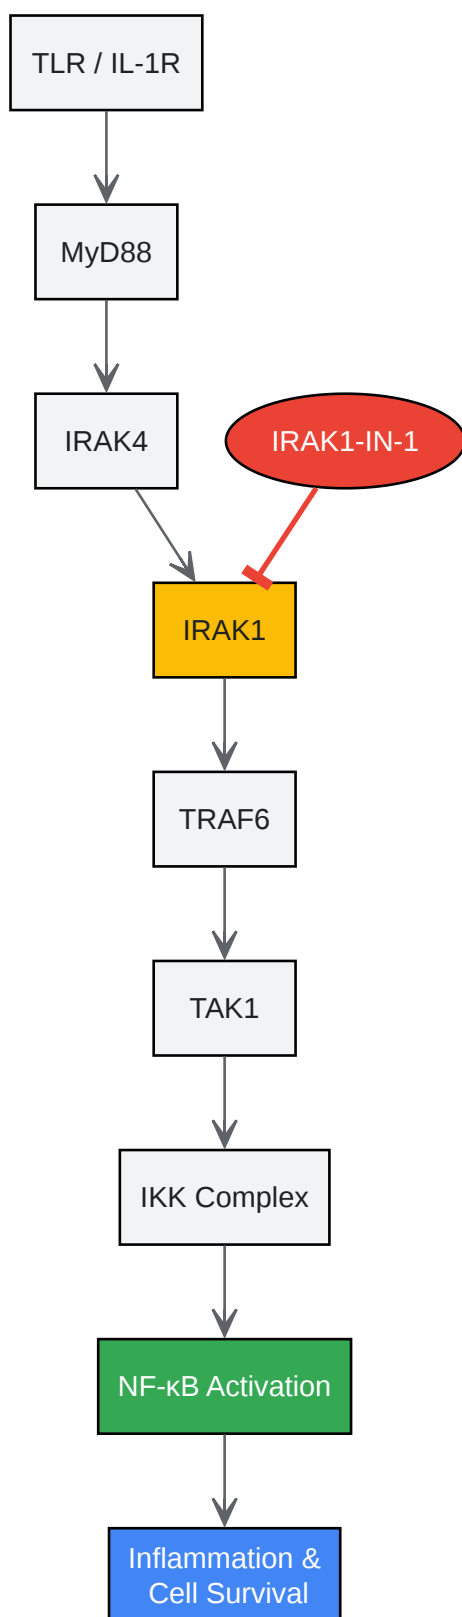 TLR / IL-1R
MyD88
IRAK4
IRAK1-IN-1
IRAK1
TRAF6
TAK1
IKK Complex
NF-κB Activation
Inflammation &
Cell Survival